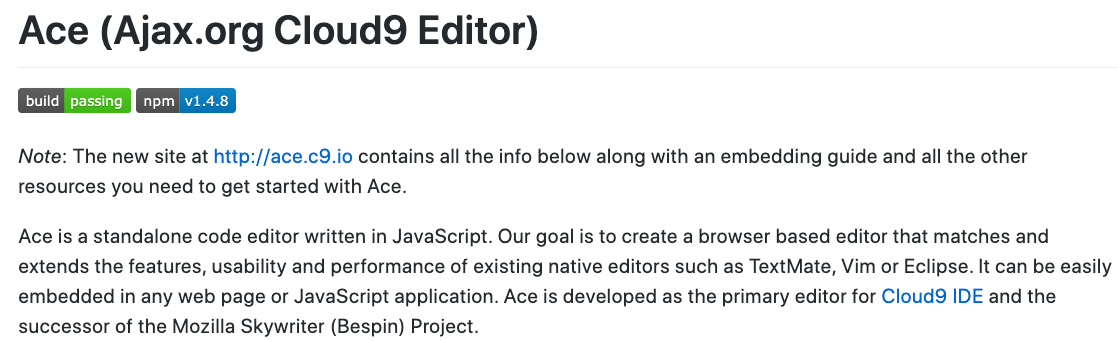 Ace (Ajax.org Cloud9 Editor)
build passing npm v1.4.8
Note: The new site at http://ace.c9.io contains all the info below along with an embedding guide and all the other
resources you need to get started with Ace.
Ace is a standalone code editor written in JavaScript. Our goal is to create a browser based editor that matches and
extends the features, usability and performance of existing native editors such as TextMate, Vim or Eclipse. It can be easily
embedded in any web page or JavaScript application. Ace is developed as the primary editor for Cloud9 IDE and the
successor of the Mozilla Skywriter (Bespin) Project.